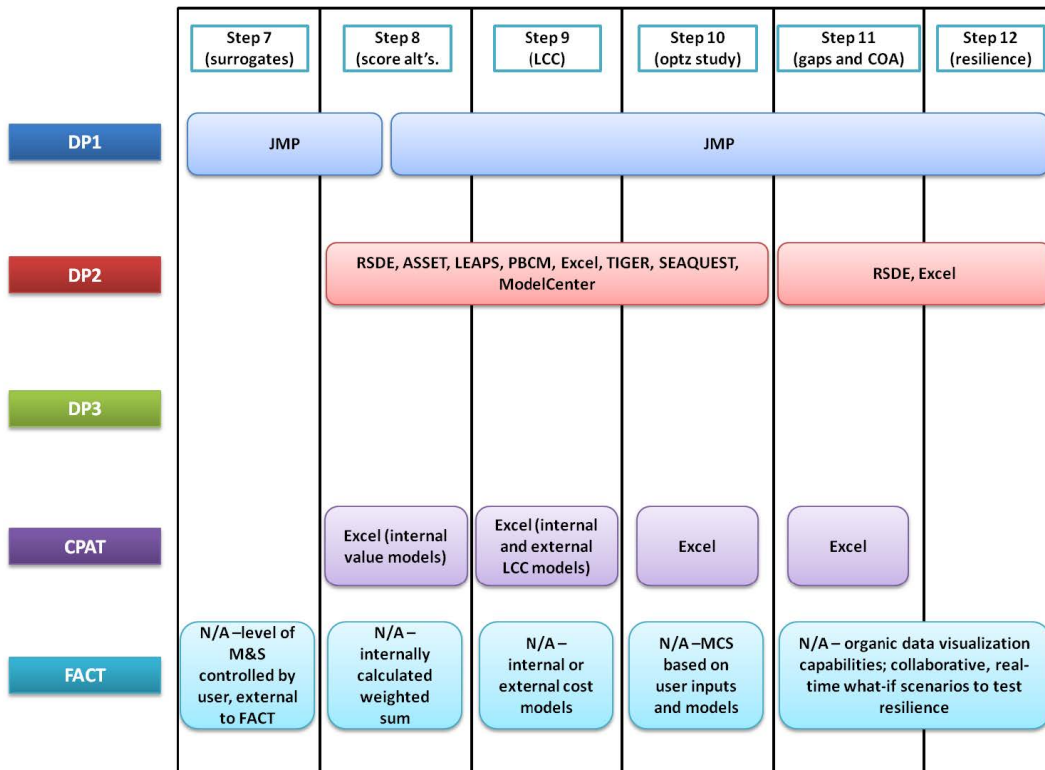 Step 7
(surrogates)
Step 8
(score alt's.
Step 9
(LCC)
Step 10
(optz study)
Step 11
(gaps and COA)
Step 12
(resilience)
DP1
JMP
JMP
DP2
RSDE, ASSET, LEAPS, PBCM, Excel, TIGER, SEAQUEST,
ModelCenter
RSDE, Excel
DP3
CPAT
Excel (internal
value models)
Excel (internal
and external
LCC models)
Excel
Excel
FACT
N/A –level of
M&S
controlled by
user, external
to FACT
N/A –
internally
calculated
weighted
sum
N/A –
internal or
external cost
models
N/A –MCS
based on
user inputs
and models
N/A – organic data visualization
capabilities; collaborative, real-
time what-if scenarios to test
resilience